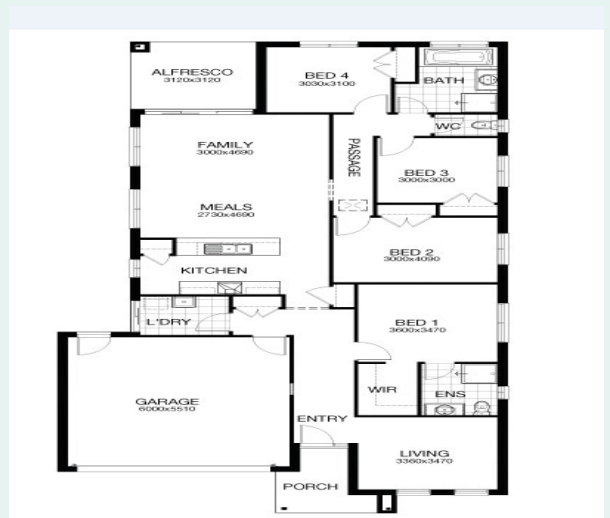 ALFRESCO
3120x3120
BED 4
3030x3100
BATH
WC
FAMILY
3000x4690
PASSAGE
BED 3
3000x3000
MEALS
2730x4690
BED 2
3000x4090
KITCHEN
L'DRY
BED 1
3600x3470
WIR
ENS
GARAGE
6000x5510
ENTRY
LIVING
3360x3470
PORCH